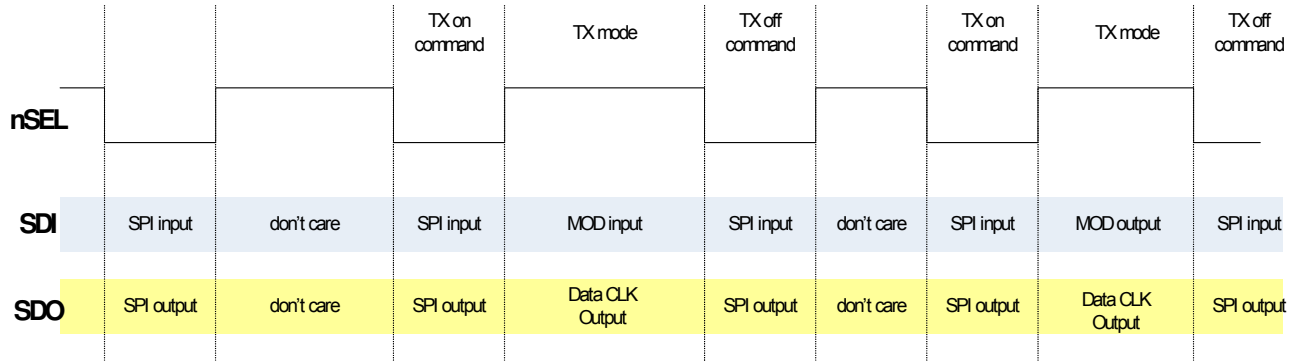 TX on
command
TX mode
TX off
command
TX on
command
TX mode
TX off
command
nSEL
SDI
SPI input
don't care
SPI input
MOD input
SPI input
don't care
SPI input
MOD output
SPI input
SDO
SPI output
don't care
SPI output
Data CLK
Output
SPI output
don't care
SPI output
Data CLK
Output
SPI output